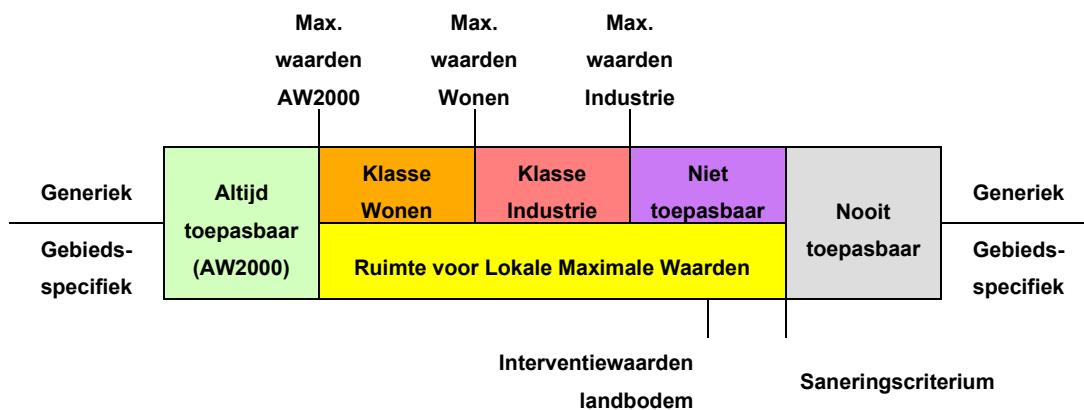 Max.
waarden
AW2000
Max.
waarden
Wonen
Max.
waarden
Industrie
Generiek
Gebieds-
specifiek
Altijd
toepasbaar
(AW2000)
Klasse
Wonen
Klasse
Industrie
Niet
toepasbaar
Ruimte voor Lokale Maximale Waarden
Nooit
toepasbaar
Generiek
Gebieds-
specifiek
Interventiewaarden
landbodem
Saneringscriterium